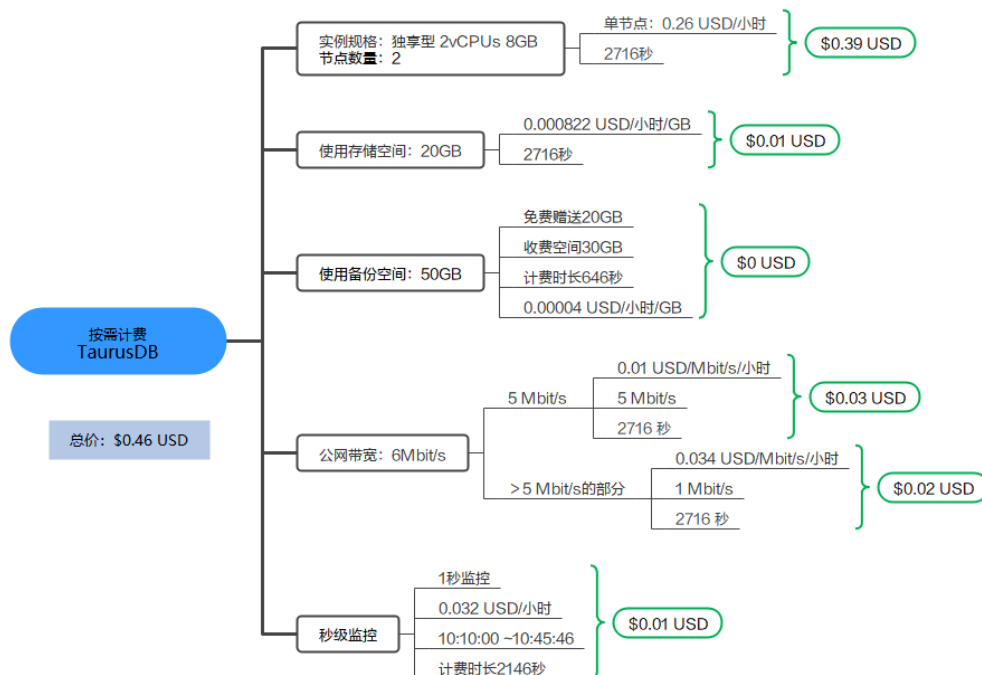 按需计费
TaurusDB
总价：$0.46 USD
实例规格：独享型 2vCPUs 8GB
节点数量：2
单节点：0.26 USD/小时
2716秒
$0.39 USD
使用存储空间：20GB
0.000822 USD/小时/GB
2716秒
$0.01 USD
使用备份空间：50GB
免费赠送20GB
收费空间30GB
计费时长646秒
0.00004 USD/小时/GB
$0 USD
公网带宽：6Mbit/s
5 Mbit/s
0.01 USD/Mbit/s/小时
5 Mbit/s
2716 秒
$0.03 USD
＞5 Mbit/s的部分
0.034 USD/Mbit/s/小时
1 Mbit/s
2716 秒
$0.02 USD
秒级监控
1秒监控
0.032 USD/小时
10:10:00 ~10:45:46
计费时长2146秒
$0.01 USD